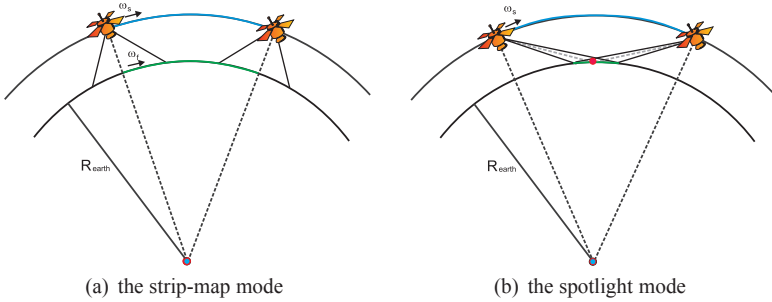 ωs
ωt
Rearth
(a) the strip-map mode
ωs
Rearth
(b) the spotlight mode